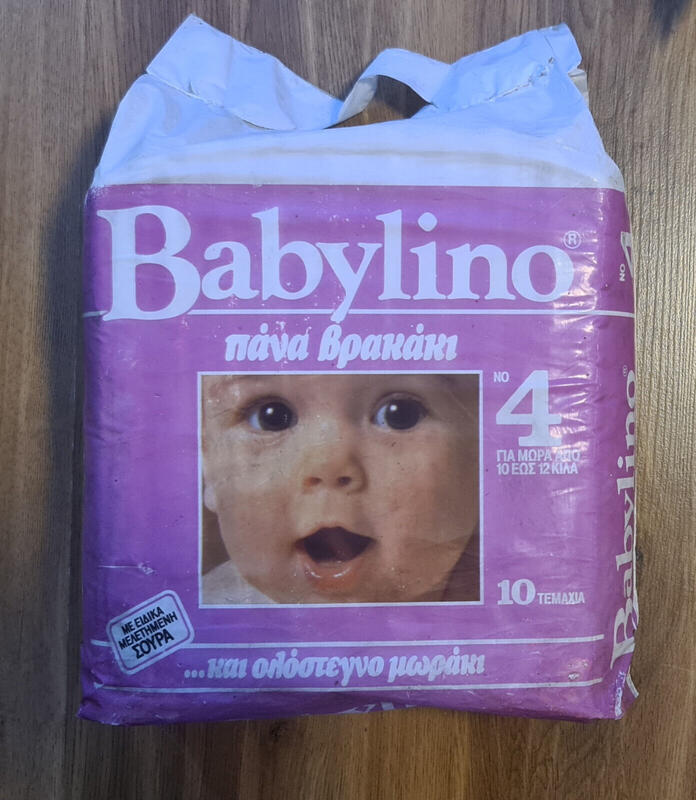 Babylino®
πάνα βρακάκι
NO 4
ΓΙΑ ΜΩΡΑ ΑΠΟ
10 ΕΩΣ 12 ΚΙΛΑ
10 ΤΕΜΑΧΙΑ
ΜΕ ΕΙΔΙΚΑ
ΜΕΛΕΤΗΜΕΝΗ
ΣΟΥΡΑ
...και ολόστεγνο μωράκι
NO 4
Babylino®